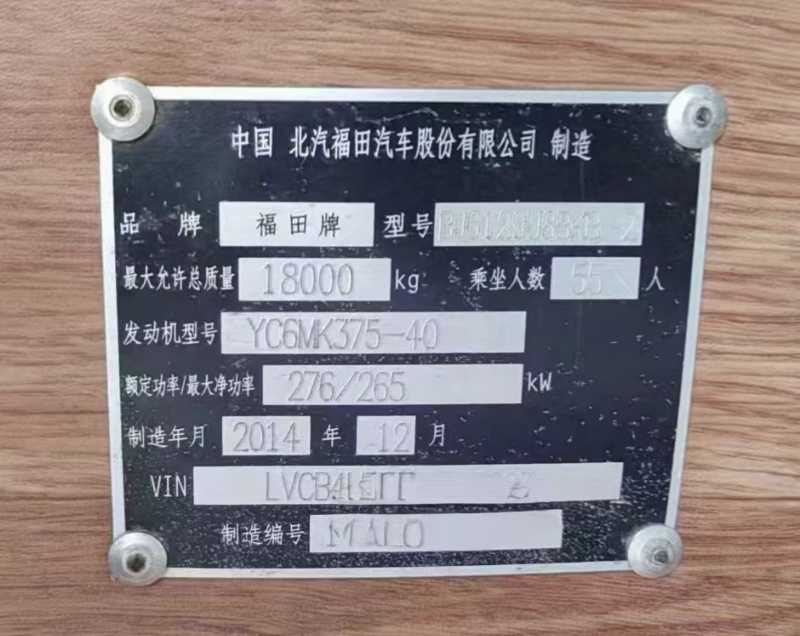 中国 北汽福田汽车股份有限公司 制造
品 牌 福田牌 型号
最大允许总质量 18000 kg 乘坐人数 55 人
发动机型号 YC6MK375-40
额定功率/最大净功率 276/265 kW
制造年月 2014 年 12 月
VIN
制造编号